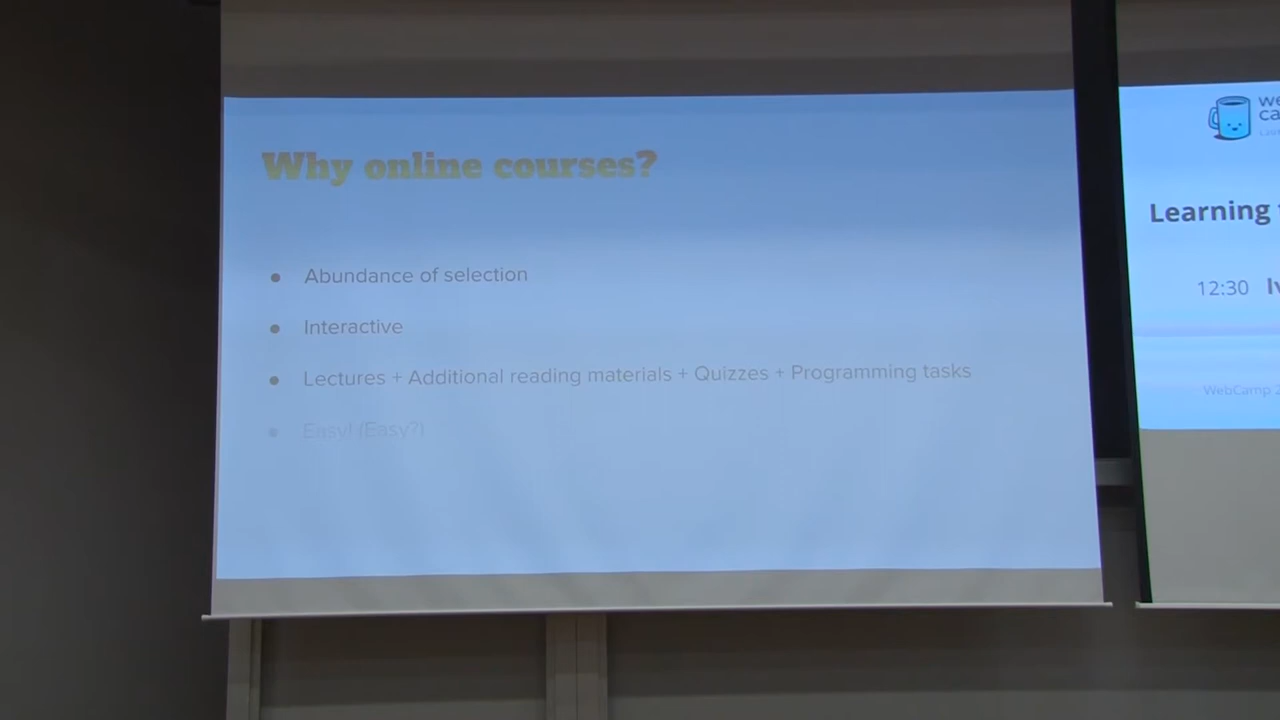 Why online courses?
Abundance of selection
Interactive
Lectures + Additional reading materials + Quizzes + Programming tasks
Easy! (Easy?)
Learning
12:30
WebCamp